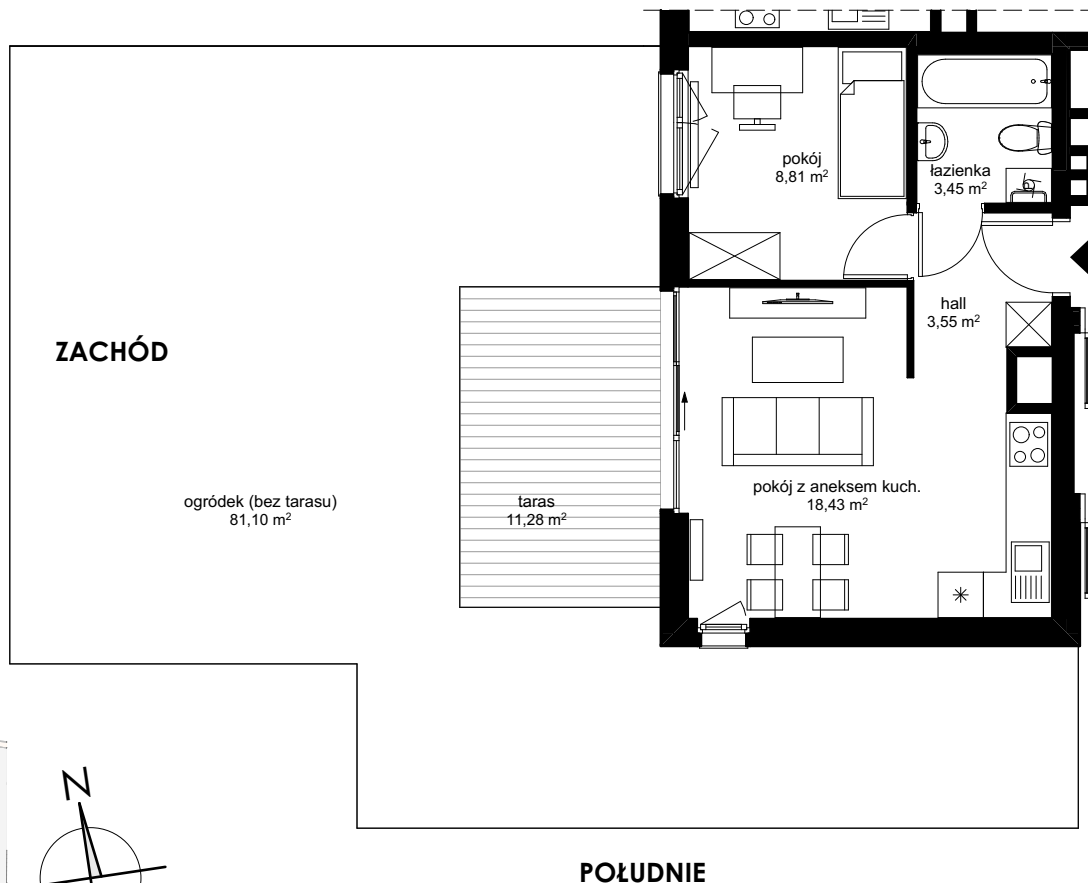 pokój
8,81 m²
łazienka
3,45 m²
hall
3,55 m²
ZACHÓD
ogródek (bez tarasu)
81,10 m²
taras
11,28 m²
pokój z aneksem kuch.
18,43 m²
N
POŁUDNIE